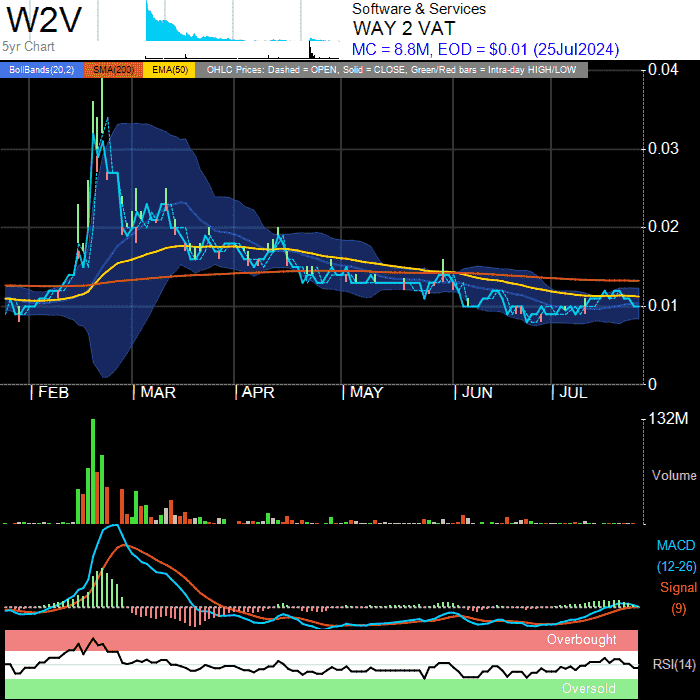 W2V
5yr Chart
Software & Services
WAY 2 VAT
MC = 8.8M, EOD = $0.01 (25Jul2024)
BollBands(20,2) SMA(200) EMA(50) OHLC Prices: Dashed = OPEN, Solid = CLOSE, Green/Red bars = Intra-day HIGH/LOW
0.04
0.03
0.02
0.01
0
FEB MAR APR MAY JUN JUL
132M
Volume
MACD
(12-26)
Signal
(9)
Overbought
RSI(14)
Oversold